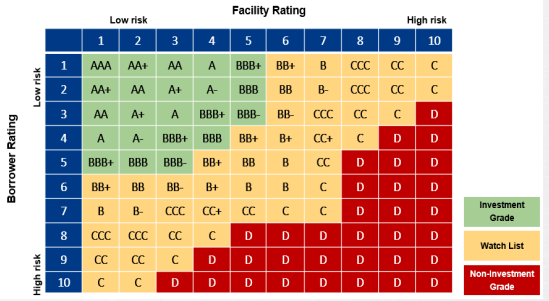 Facility Rating
Low risk High risk
1 2 3 4 5 6 7 8 9 10
1 AAA AA+ AA A BBB+ BB+ B CCC CC C
2 AA+ AA A+ A- BBB BB B- CCC CC C
3 AA A+ A BBB+ BBB- BB- CCC CC C D
4 A A- BBB+ BBB BB+ B+ CC+ C D D
5 BBB+ BBB BBB- BB+ BB B CC D D D
6 BB+ BB BB- B+ B B C D D D
7 B B- CCC CC+ CC C C D D D
8 CCC CCC CC C D D D D D D
9 CC CC C D D D D D D D
10 C C D D D D D D D D
Borrower Rating
Low risk
High risk
Investment
Grade
Watch List
Non-Investment
Grade